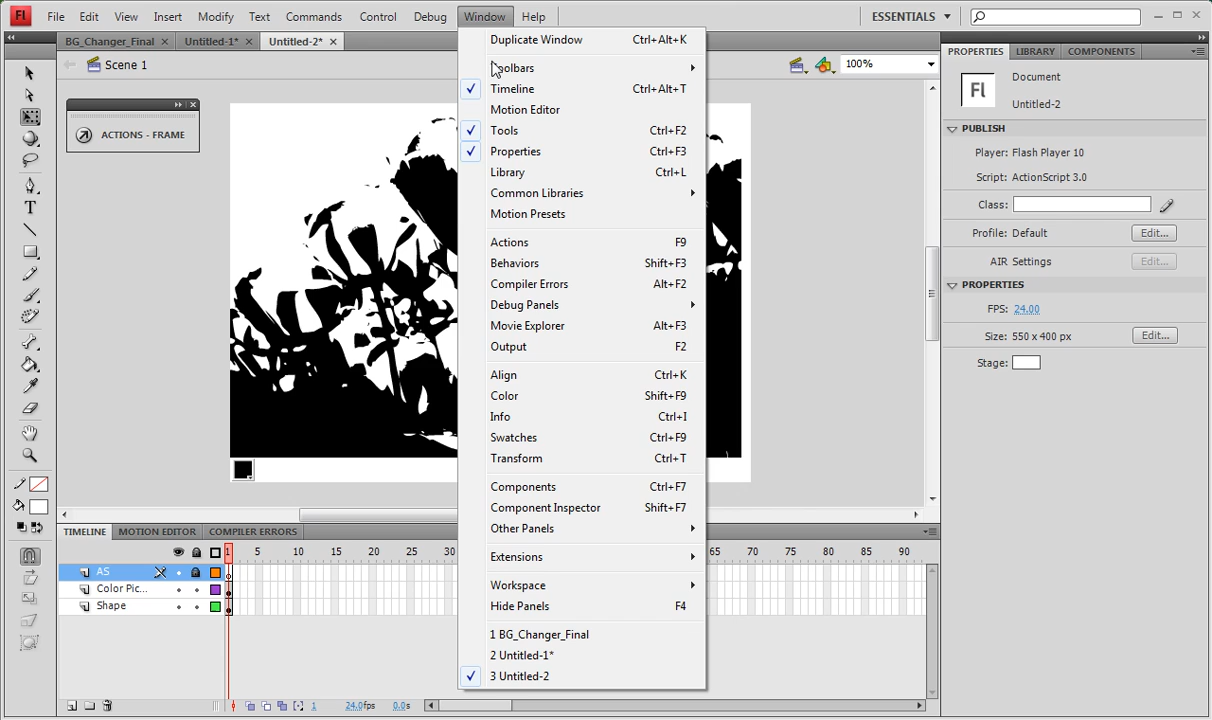 Fl File Edit View Insert Modify Text Commands Control Debug Window Help ESSENTIALS
BG_Changer_Final Untitled-1* Untitled-2*
Scene 1 100%
ACTIONS - FRAME
Duplicate Window Ctrl+Alt+K
Timeline Ctrl+Alt+T
Motion Editor
Tools Ctrl+F2
Properties Ctrl+F3
Library Ctrl+L
Common Libraries
Motion Presets
Actions F9
Behaviors Shift+F3
Compiler Errors Alt+F2
Debug Panels
Movie Explorer Alt+F3
Output F2
Align Ctrl+K
Color Shift+F9
Info Ctrl+I
Swatches Ctrl+F9
Transform Ctrl+T
Components Ctrl+F7
Component Inspector Shift+F7
Other Panels
Extensions
Workspace
Hide Panels F4
1 BG_Changer_Final
2 Untitled-1*
3 Untitled-2
PROPERTIES LIBRARY COMPONENTS
Fl Document
Untitled-2
PUBLISH
Player: Flash Player 10
Script: ActionScript 3.0
Class:
Profile: Default Edit...
AIR Settings Edit...
PROPERTIES
FPS: 24.00
Size: 550 x 400 px Edit...
Stage:
TIMELINE MOTION EDITOR COMPILER ERRORS
1 5 10 15 20 25 30 65 70 75 80 85 90
AS
Color Pic...
Shape
1 24.0fps 0.0s